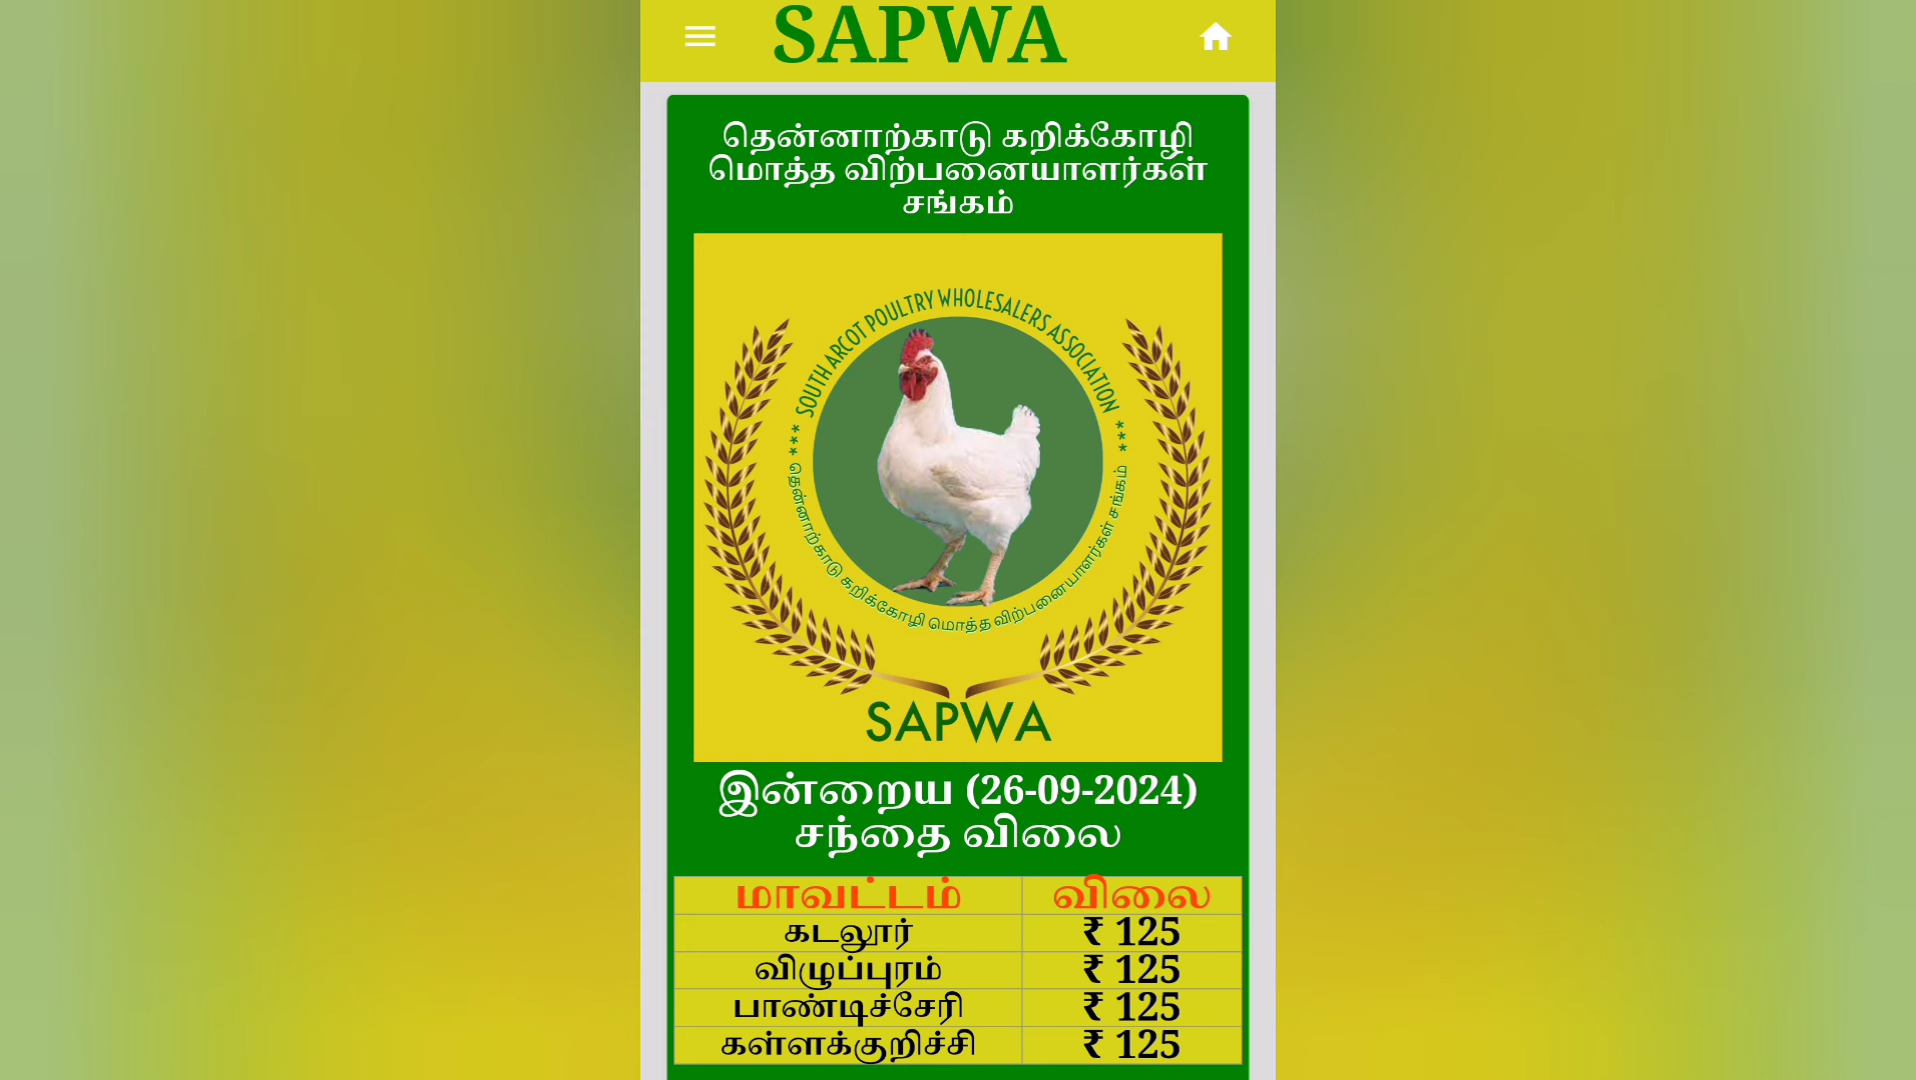 SAPWA
தென்னாற்காடு கறிக்கோழி
மொத்த விற்பனையாளர்கள்
சங்கம்
*** SOUTH ARCOT POULTRY WHOLESALERS ASSOCIATION ***
தென்னாற்காடு கறிக்கோழி மொத்த விற்பனையாளர்கள் சங்கம்
SAPWA
இன்றைய (26-09-2024)
சந்தை விலை
மாவட்டம் விலை
கடலூர் ₹ 125
விழுப்புரம் ₹ 125
பாண்டிச்சேரி ₹ 125
கள்ளக்குறிச்சி ₹ 125